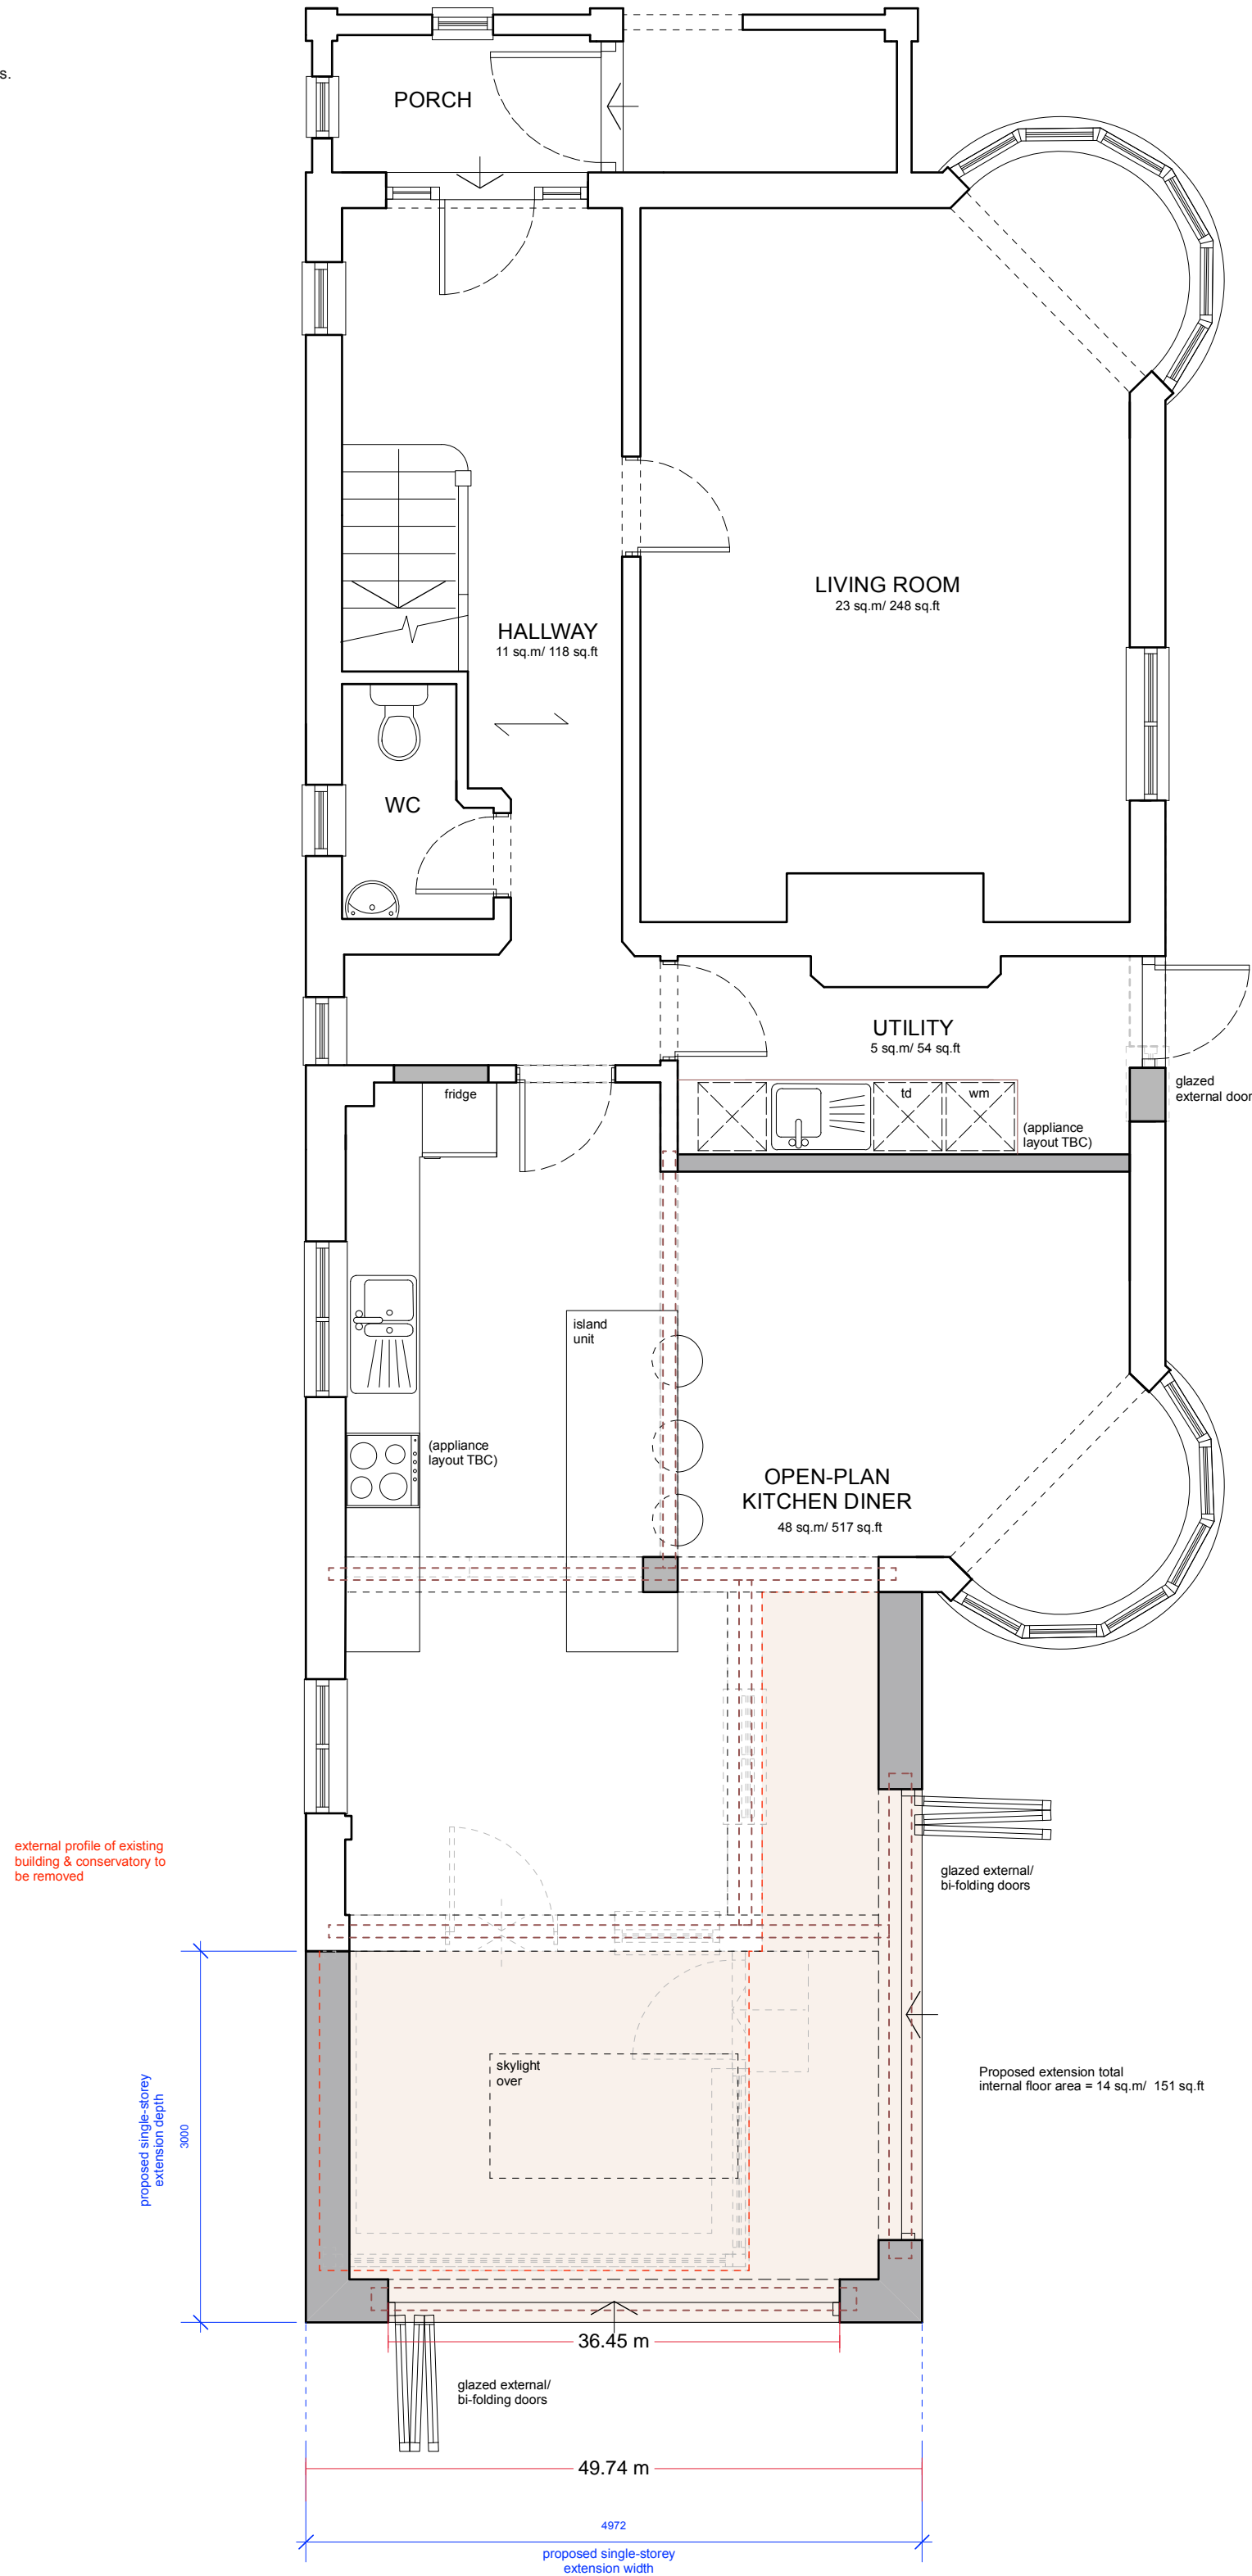 s.
PORCH
LIVING ROOM
23 sq.m/ 248 sq.ft
HALLWAY
11 sq.m/ 118 sq.ft
WC
UTILITY
5 sq.m/ 54 sq.ft
glazed
external door
fridge
td
wm
(appliance
layout TBC)
island
unit
(appliance
layout TBC)
OPEN-PLAN
KITCHEN DINER
48 sq.m/ 517 sq.ft
external profile of existing
building & conservatory to
be removed
glazed external/
bi-folding doors
skylight
over
Proposed extension total
internal floor area = 14 sq.m/ 151 sq.ft
proposed single-storey
extension depth
3000
36.45 m
glazed external/
bi-folding doors
49.74 m
4972
proposed single-storey
extension width